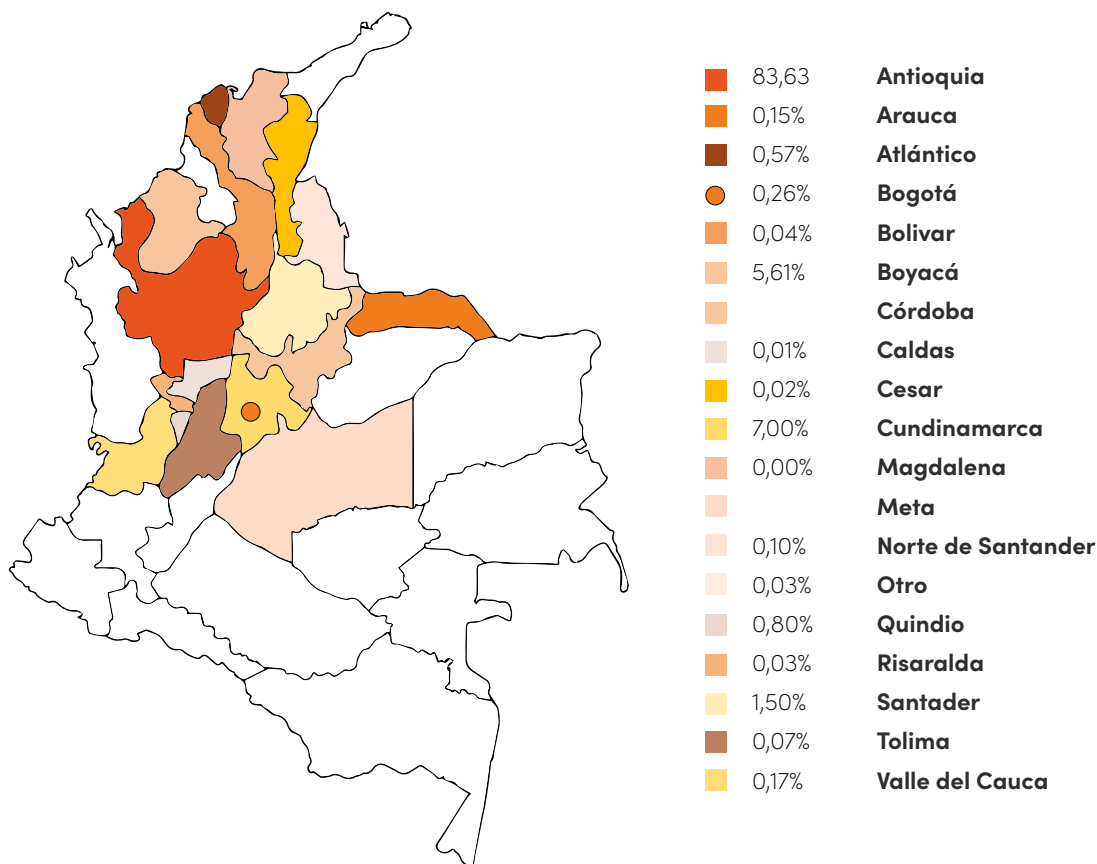 83,63 Antioquia
0,15% Arauca
0,57% Atlántico
0,26% Bogotá
0,04% Bolivar
5,61% Boyacá
Córdoba
0,01% Caldas
0,02% Cesar
7,00% Cundinamarca
0,00% Magdalena
Meta
0,10% Norte de Santander
0,03% Otro
0,80% Quindio
0,03% Risaralda
1,50% Santader
0,07% Tolima
0,17% Valle del Cauca